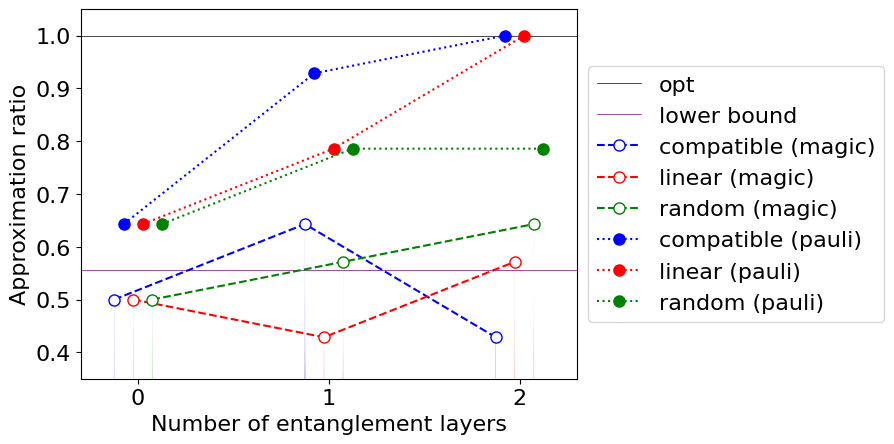 Approximation ratio
1.0
0.9
0.8
0.7
0.6
0.5
0.4
0
1
2
Number of entanglement layers
opt
lower bound
compatible (magic)
linear (magic)
random (magic)
compatible (pauli)
linear (pauli)
random (pauli)